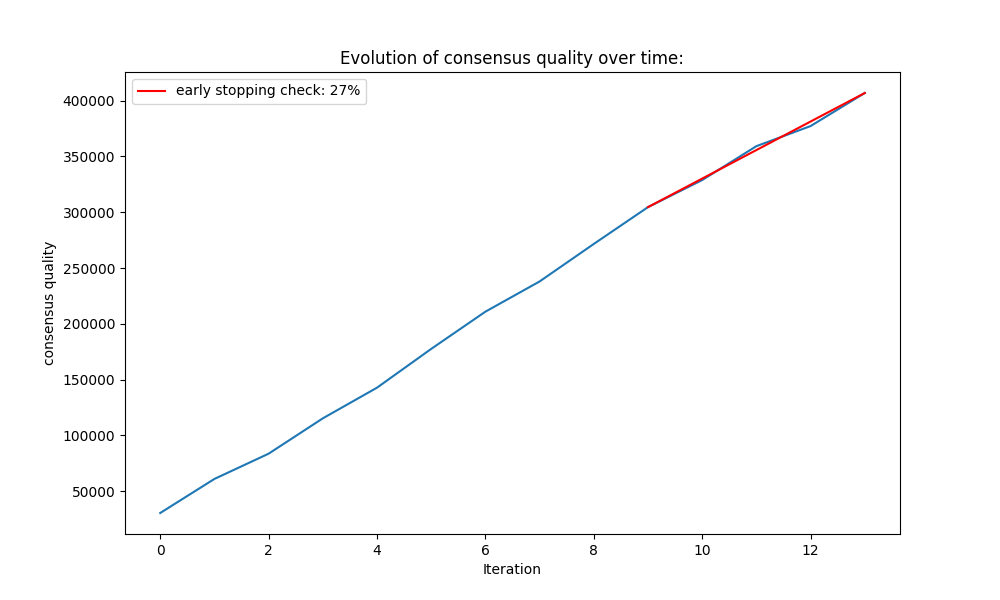 Evolution of consensus quality over time:
early stopping check: 27%
consensus quality
400000
350000
300000
250000
200000
150000
100000
50000
0 2 4 6 8 10 12
Iteration